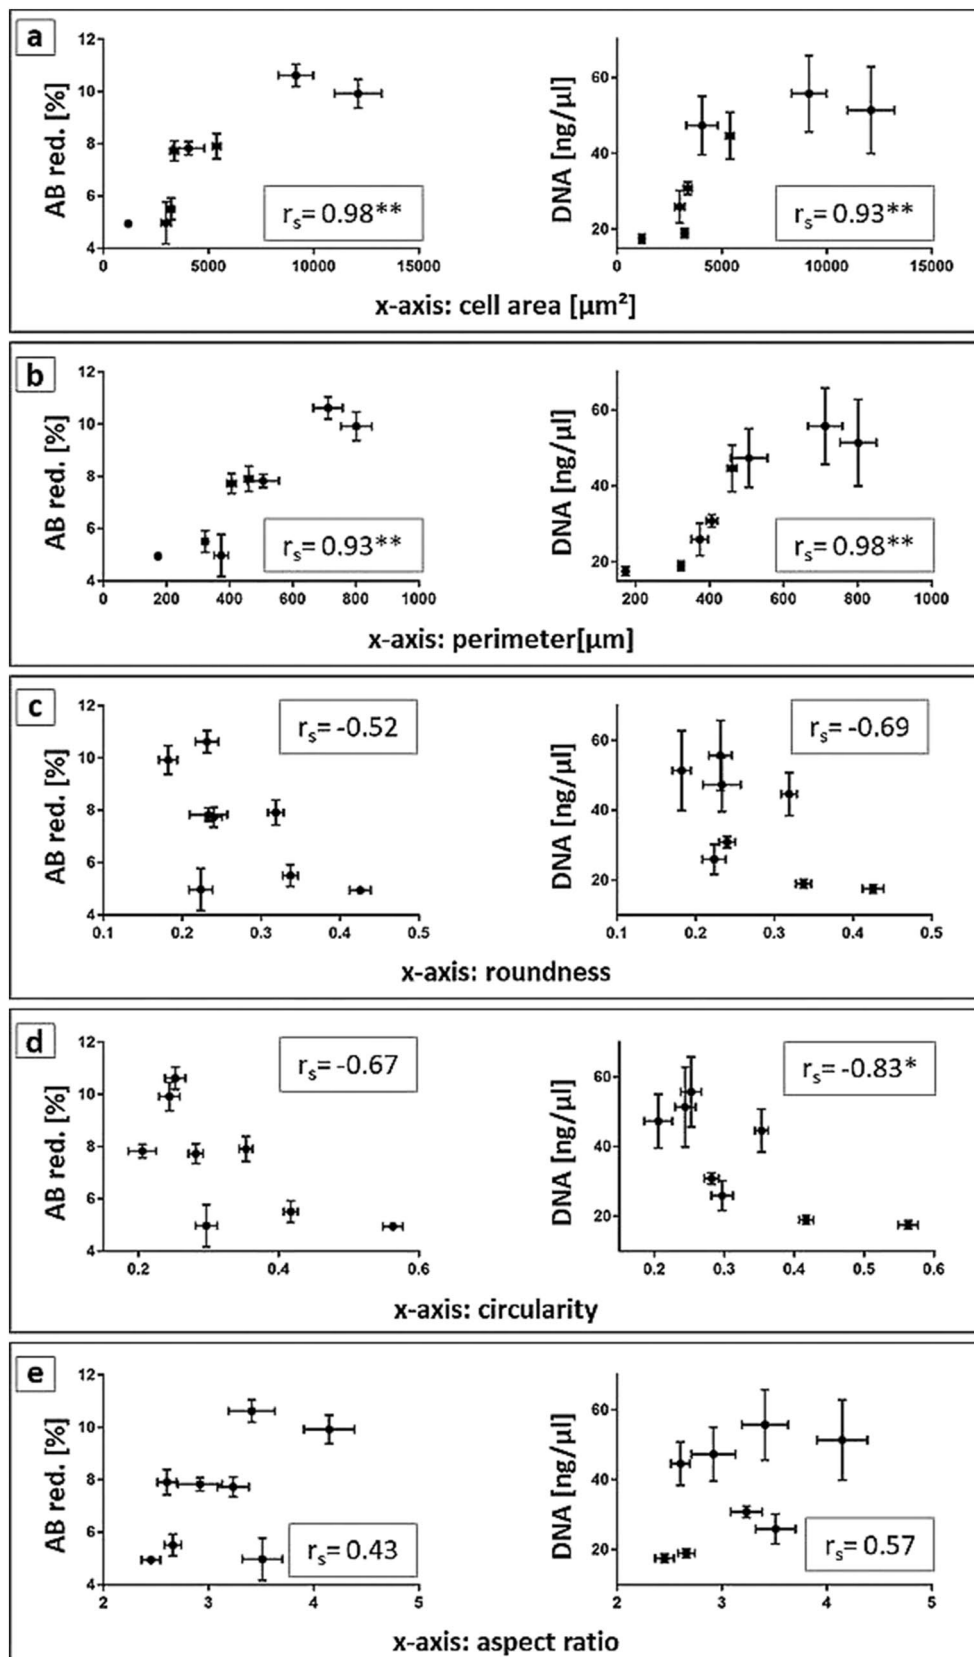 a
AB red. [%]
12
10
8
6
4
0 5000 10000 15000
rs= 0.98**
DNA [ng/µl]
60
40
20
0 5000 10000 15000
rs= 0.93**
x-axis: cell area [µm²]
b
AB red. [%]
12
10
8
6
4
0 200 400 600 800 1000
rs= 0.93**
DNA [ng/µl]
60
40
20
200 400 600 800 1000
rs= 0.98**
x-axis: perimeter[µm]
c
AB red. [%]
12
10
8
6
4
0.1 0.2 0.3 0.4 0.5
rs= -0.52
DNA [ng/µl]
60
40
20
0.1 0.2 0.3 0.4 0.5
rs= -0.69
x-axis: roundness
d
AB red. [%]
12
10
8
6
4
0.2 0.4 0.6
rs= -0.67
DNA [ng/µl]
60
40
20
0.2 0.3 0.4 0.5 0.6
rs= -0.83*
x-axis: circularity
e
AB red. [%]
12
10
8
6
4
2 3 4 5
rs= 0.43
DNA [ng/µl]
60
40
20
2 3 4 5
rs= 0.57
x-axis: aspect ratio